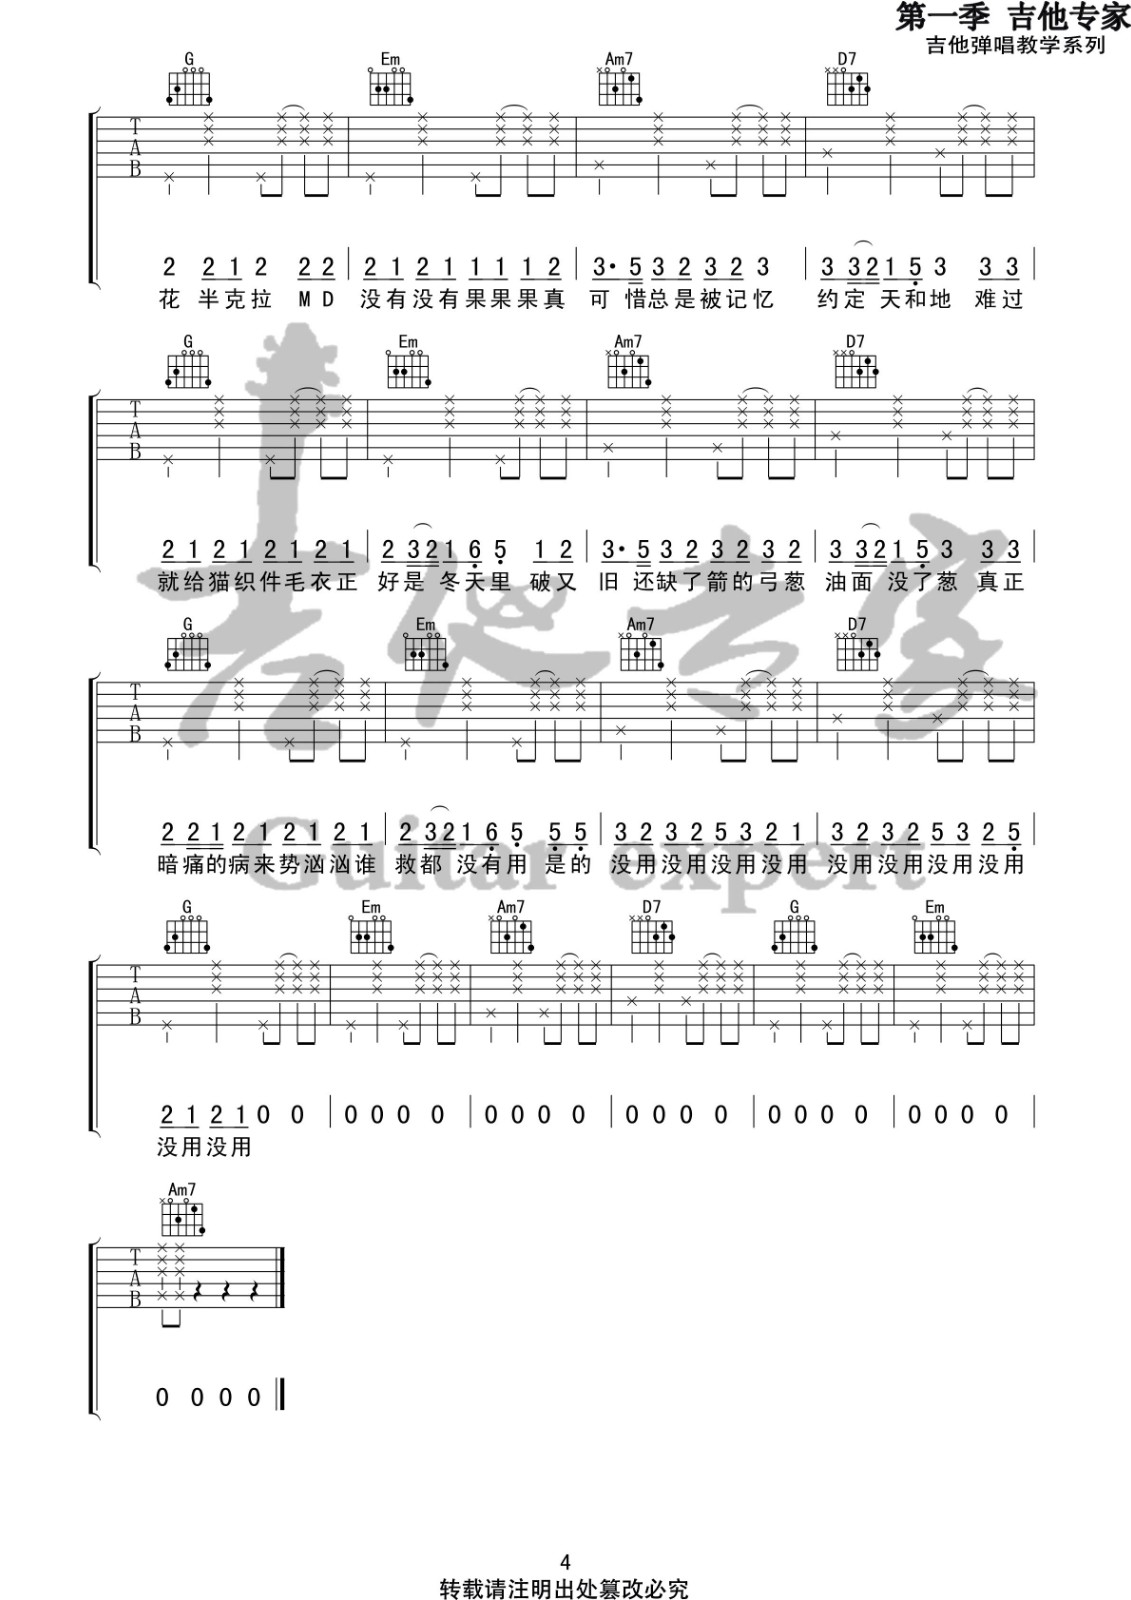 第一季 吉他专家
吉他弹唱教学系列
G Em Am7 D7
T A B
2 2 1 2 2 2 2 1 2 1 1 1 1 2 3· 5 3 2 3 2 3 3 3 2 1 5 3 3 3
花 半克拉 M D 没有没有果果果真 可 惜总是被记忆 约定 天和地 难过
G Em Am7 D7
T A B
2 1 2 1 2 1 2 1 2 3 2 1 6 5 1 2 3· 5 3 2 3 2 3 2 3 3 2 1 5 3 3 3
就给猫织件毛衣正 好是 冬天里 破又 旧 还缺了箭的弓葱 油面 没了葱 真正
吉他专家
G Em Am7 D7
T A B
2 2 1 2 1 2 1 2 1 2 3 2 1 6 5 5 5 3 2 3 2 5 3 2 1 3 2 3 2 5 3 2 5
暗痛的病来势汹汹谁 救都 没有用 是的 没用没用没用没用 没用没用没用没用
Guitar expert
G Em Am7 D7 G Em
T A B
2 1 2 1 0 0 0 0 0 0 0 0 0 0 0 0 0 0 0 0 0 0 0 0 0 0
没用没用
Am7
T A B
0 0 0 0
4
转载请注明出处篡改必究